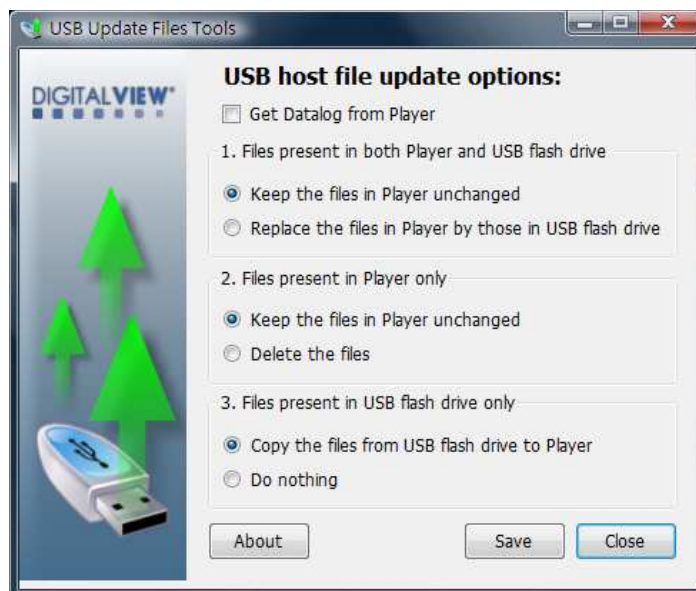 USB Update Files Tools
DIGITALVIEW
USB host file update options:
Get Datalog from Player
1. Files present in both Player and USB flash drive
Keep the files in Player unchanged
Replace the files in Player by those in USB flash drive
2. Files present in Player only
Keep the files in Player unchanged
Delete the files
3. Files present in USB flash drive only
Copy the files from USB flash drive to Player
Do nothing
About
Save
Close